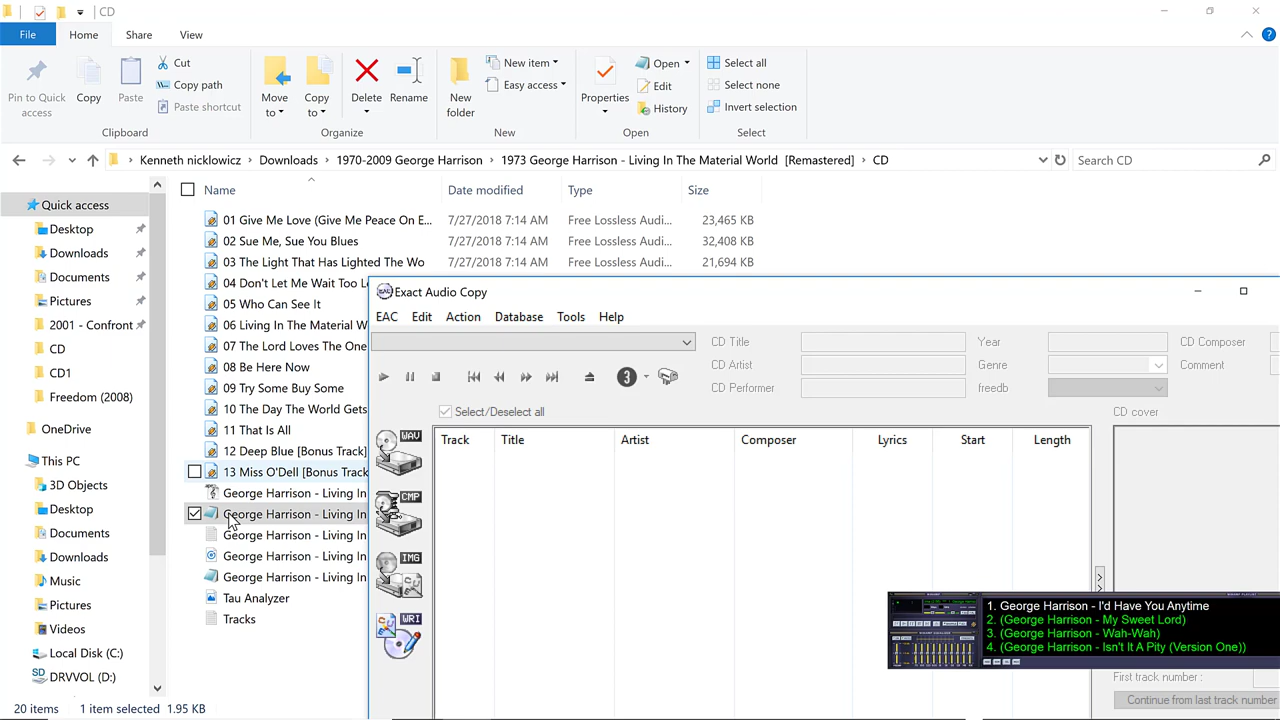 CD
File Home Share View
Pin to Quick access
Copy
Paste
Cut
Copy path
Paste shortcut
Clipboard
Move to
Copy to
Delete
Rename
Organize
New folder
New item
Easy access
New
Properties
Open
Edit
History
Open
Select all
Select none
Invert selection
Select
Kenneth nicklowicz › Downloads › 1970-2009 George Harrison › 1973 George Harrison - Living In The Material World [Remastered] › CD
Search CD
Quick access
Desktop
Downloads
Documents
Pictures
2001 - Confront
CD
CD1
Freedom (2008)
OneDrive
This PC
3D Objects
Desktop
Documents
Downloads
Music
Pictures
Videos
Local Disk (C:)
DRVVOL (D:)
Name Date modified Type Size
01 Give Me Love (Give Me Peace On E... 7/27/2018 7:14 AM Free Lossless Audi... 23,465 KB
02 Sue Me, Sue You Blues 7/27/2018 7:14 AM Free Lossless Audi... 32,408 KB
03 The Light That Has Lighted The Wo 7/27/2018 7:14 AM Free Lossless Audi... 21,694 KB
04 Don't Let Me Wait Too L
05 Who Can See It
06 Living In The Material W
07 The Lord Loves The One
08 Be Here Now
09 Try Some Buy Some
10 The Day The World Gets
11 That Is All
12 Deep Blue [Bonus Track]
13 Miss O'Dell [Bonus Track
George Harrison - Living In
George Harrison - Living In
George Harrison - Living In
George Harrison - Living In
George Harrison - Living In
Tau Analyzer
Tracks
20 items 1 item selected 1.95 KB
EAC
Exact Audio Copy
EAC Edit Action Database Tools Help
CD Title
CD Artist
CD Performer
Year
Genre
freedb
CD Composer
Comment
3
Select/Deselect all
CD cover
WAV
CMP
IMG
WRI
Track Title Artist Composer Lyrics Start Length
1. George Harrison - I'd Have You Anytime
2. (George Harrison - My Sweet Lord)
3. (George Harrison - Wah-Wah)
4. (George Harrison - Isn't It A Pity (Version One))
First track number :
Continue from last track number